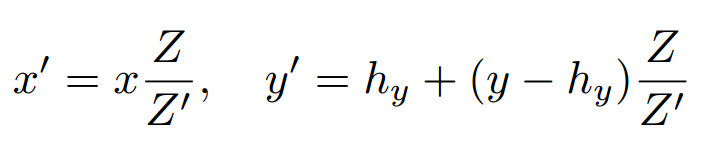 x' = x\frac{Z}{Z'}, \quad y' = h_y + (y - h_y)\frac{Z}{Z'}